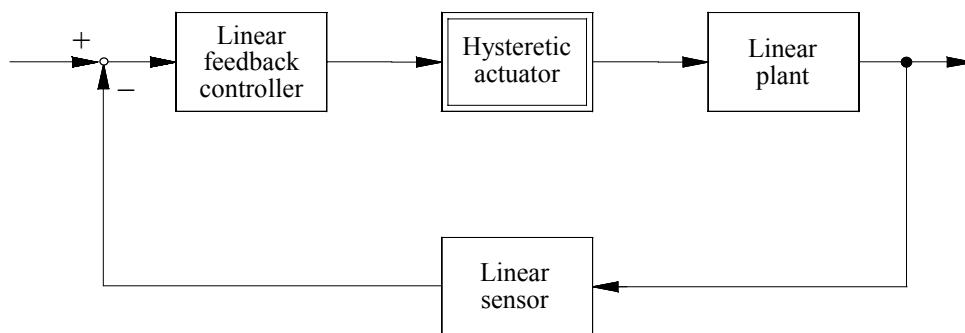 +
Linear
feedback
controller
Hysteretic
actuator
Linear
plant
−
Linear
sensor